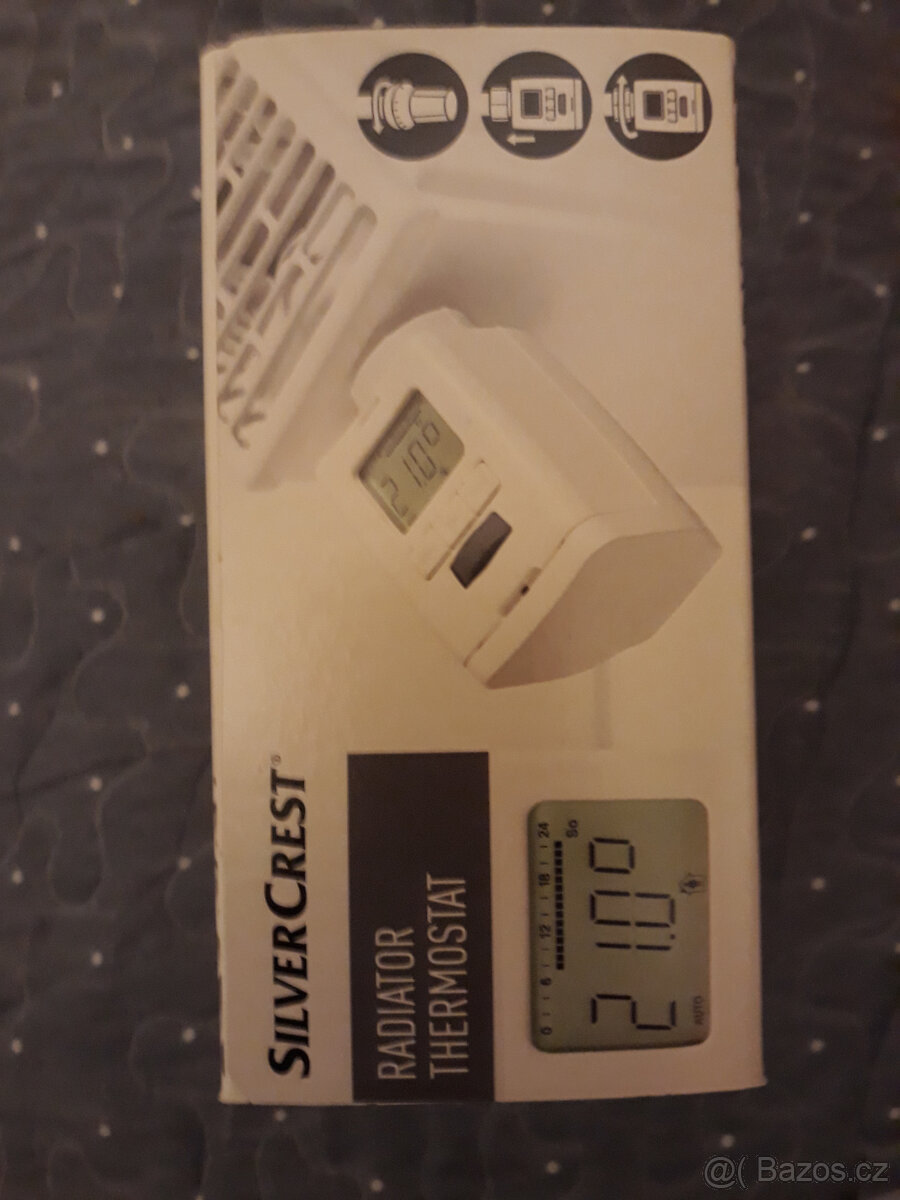 SILVERCREST®
RADIATOR
THERMOSTAT
0 6 12 18 24
So
21.0°
AUTO
21.0°
@( Bazos.cz